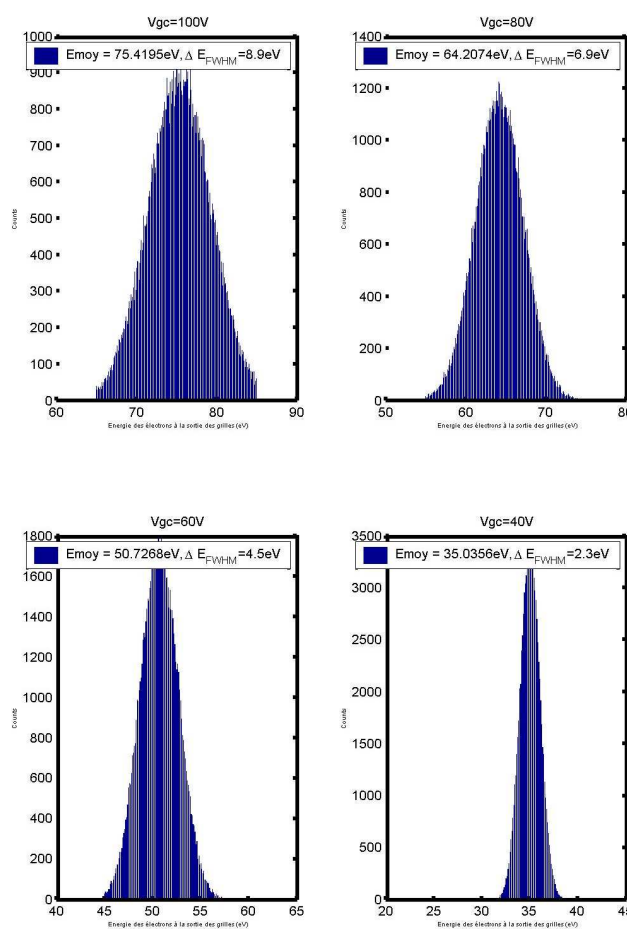 Vgc=100V
Emoy = 75.4195eV, Δ E_FWHM=8.9eV
1000
900
800
700
600
500
400
300
200
100
0
Counts
60 70 80 90
Energie des électrons à la sortie des grilles (eV)
Vgc=80V
Emoy = 64.2074eV, Δ E_FWHM=6.9eV
1400
1200
1000
800
600
400
200
0
Counts
50 60 70 80
Energie des électrons à la sortie des grilles (eV)
Vgc=60V
Emoy = 50.7268eV, Δ E_FWHM=4.5eV
1800
1600
1400
1200
1000
800
600
400
200
0
Counts
40 45 50 55 60 65
Energie des électrons à la sortie des grilles (eV)
Vgc=40V
Emoy = 35.0356eV, Δ E_FWHM=2.3eV
3500
3000
2500
2000
1500
1000
500
0
Counts
20 25 30 35 40 45
Energie des électrons à la sortie des grilles (eV)